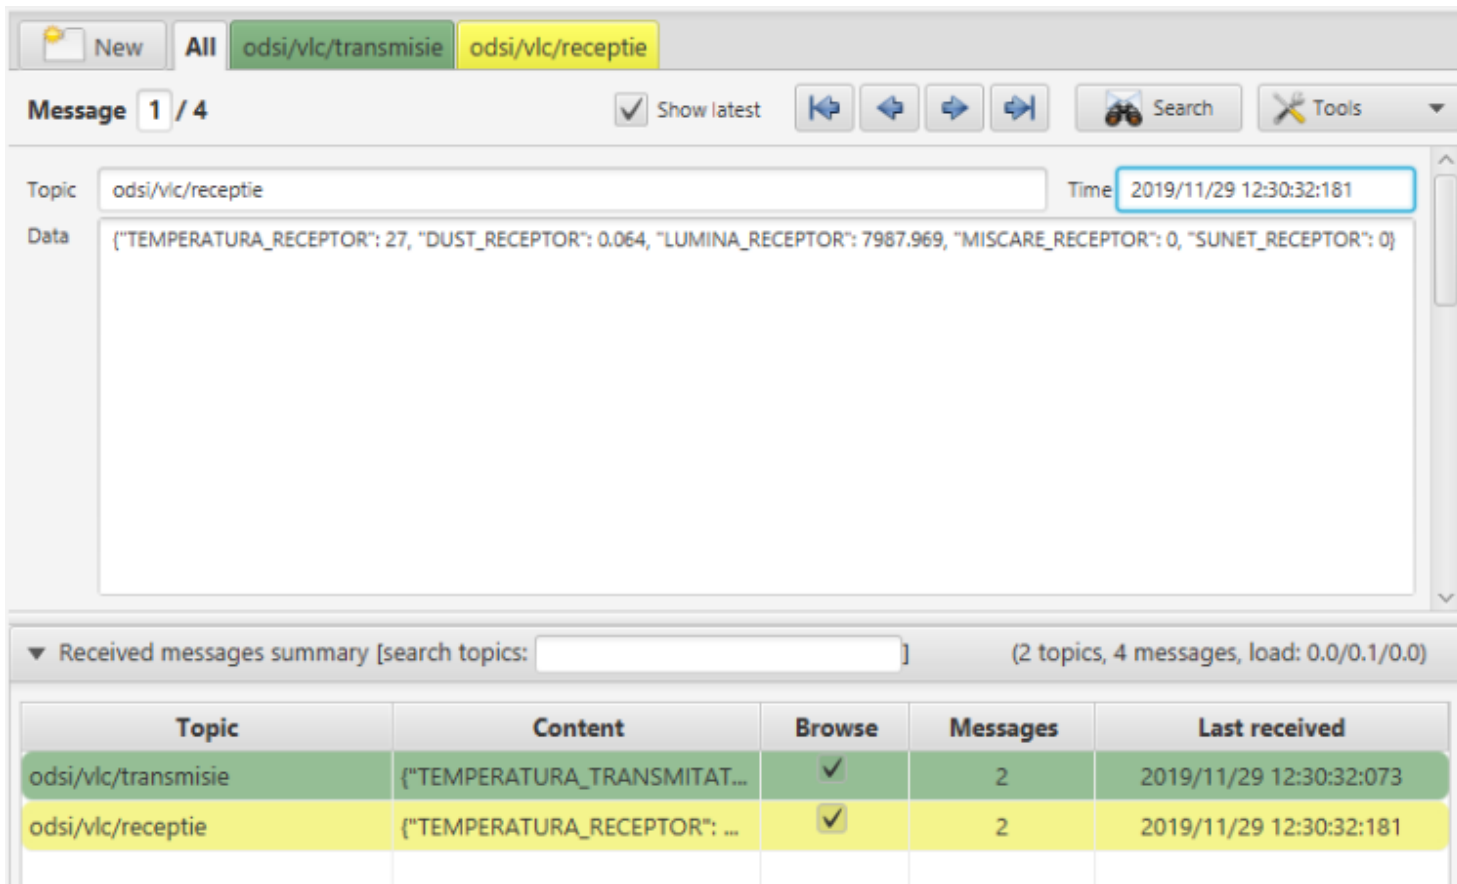 New All odsi/vlc/transmisie odsi/vlc/receptie
Message 1 / 4 Show latest Search Tools
Topic odsi/vlc/receptie Time 2019/11/29 12:30:32:181
Data {"TEMPERATURA_RECEPTOR": 27, "DUST_RECEPTOR": 0.064, "LUMINA_RECEPTOR": 7987.969, "MISCARE_RECEPTOR": 0, "SUNET_RECEPTOR": 0}
Received messages summary [search topics: ] (2 topics, 4 messages, load: 0.0/0.1/0.0)
Topic Content Browse Messages Last received
odsi/vlc/transmisie {"TEMPERATURA_TRANSMITAT... 2 2019/11/29 12:30:32:073
odsi/vlc/receptie {"TEMPERATURA_RECEPTOR": ... 2 2019/11/29 12:30:32:181